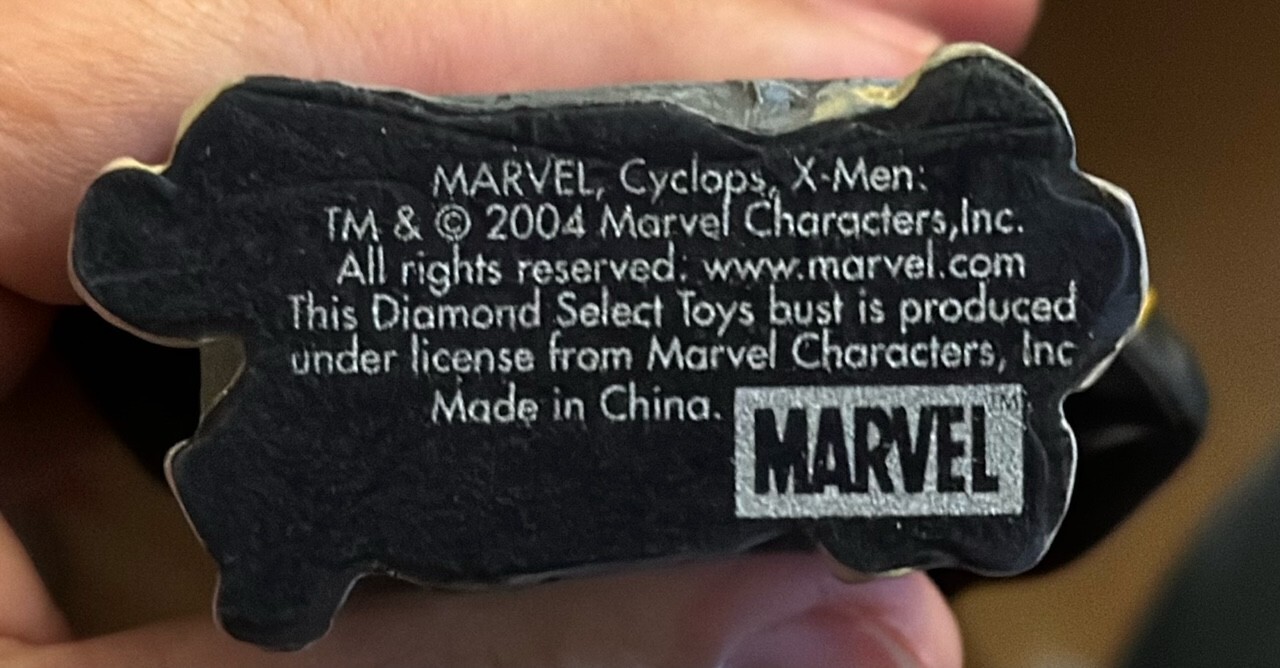 MARVEL, Cyclops, X-Men:
TM & © 2004 Marvel Characters,Inc.
All rights reserved: www.marvel.com
This Diamond Select Toys bust is produced
under license from Marvel Characters, Inc
Made in China.
MARVEL TM